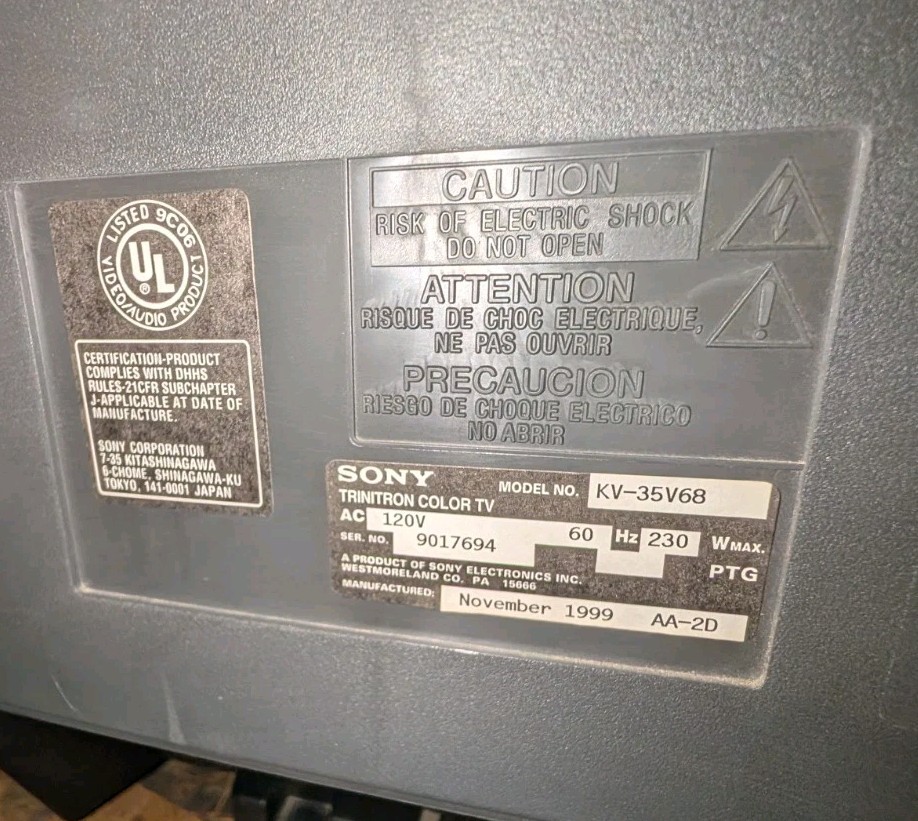 LISTED 9C06
UL
®
VIDEO/AUDIO PRODUCT
CERTIFICATION-PRODUCT
COMPLIES WITH DHHS
RULES-21CFR SUBCHAPTER
J-APPLICABLE AT DATE OF
MANUFACTURE.
SONY CORPORATION
7-35 KITASHINAGAWA
6-CHOME, SHINAGAWA-KU
TOKYO, 141-0001 JAPAN
CAUTION
RISK OF ELECTRIC SHOCK
DO NOT OPEN
ATTENTION
RISQUE DE CHOC ELECTRIQUE,
NE PAS OUVRIR
PRECAUCION
RIESGO DE CHOQUE ELECTRICO
NO ABRIR
SONY MODEL NO. KV-35V68
TRINITRON COLOR TV
AC 120V 60 Hz 230 WMAX.
SER. NO. 9017694
PTG
A PRODUCT OF SONY ELECTRONICS INC.
WESTMORELAND CO. PA 15666
MANUFACTURED: November 1999 AA-2D